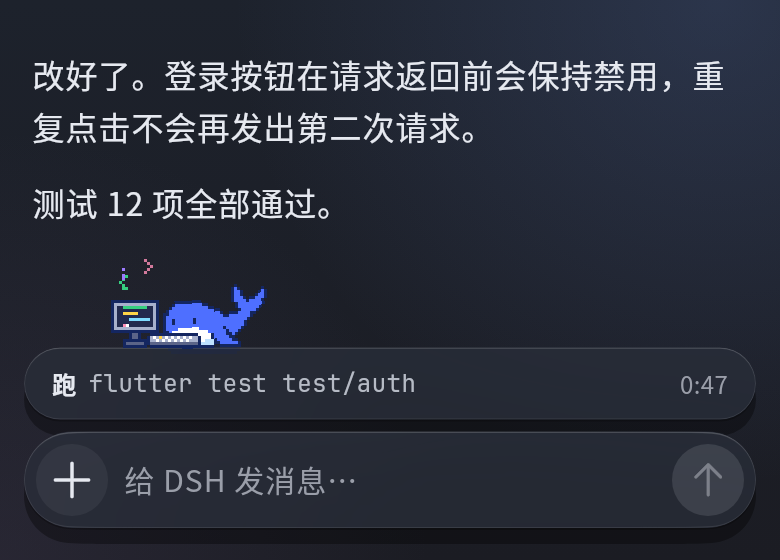 改好了。登录按钮在请求返回前会保持禁用，重
复点击不会再发出第二次请求。
测试 12 项全部通过。
跑 flutter test test/auth 0:47
给 DSH 发消息…